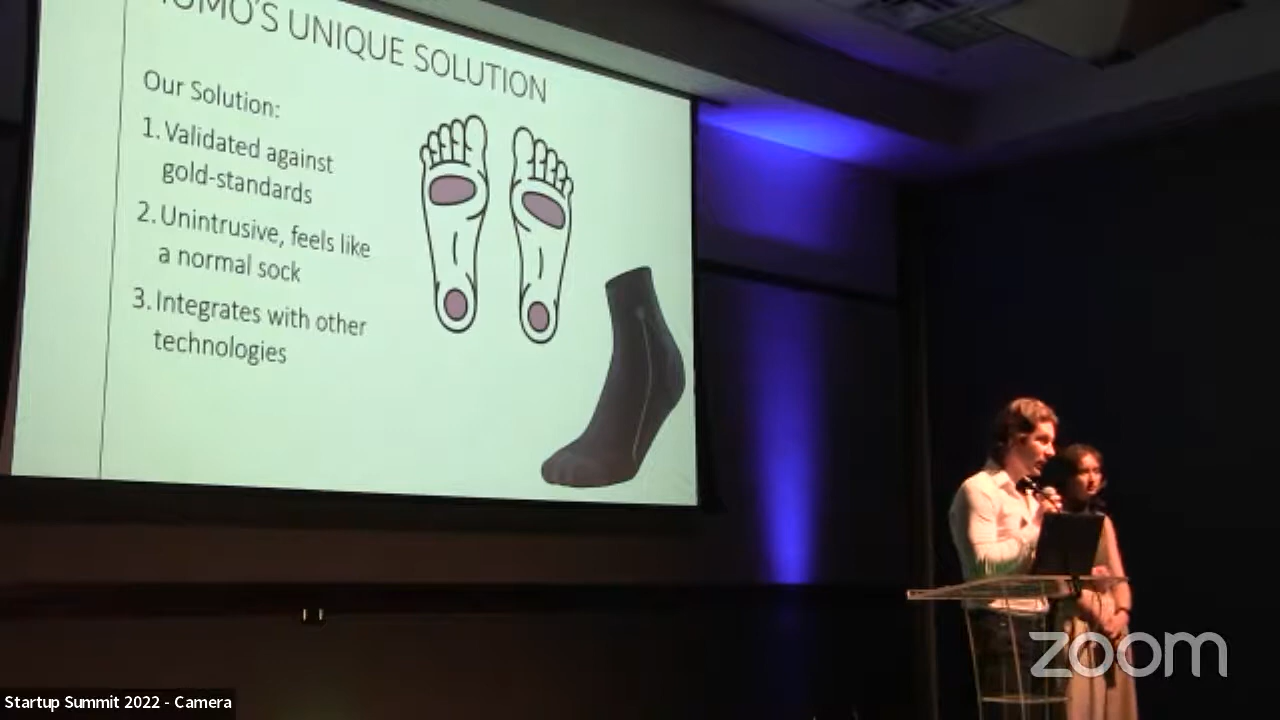 UNIQUE SOLUTION
Our Solution:
1. Validated against
gold-standards
2. Unintrusive, feels like
a normal sock
3. Integrates with other
technologies
zoom
Startup Summit 2022 - Camera